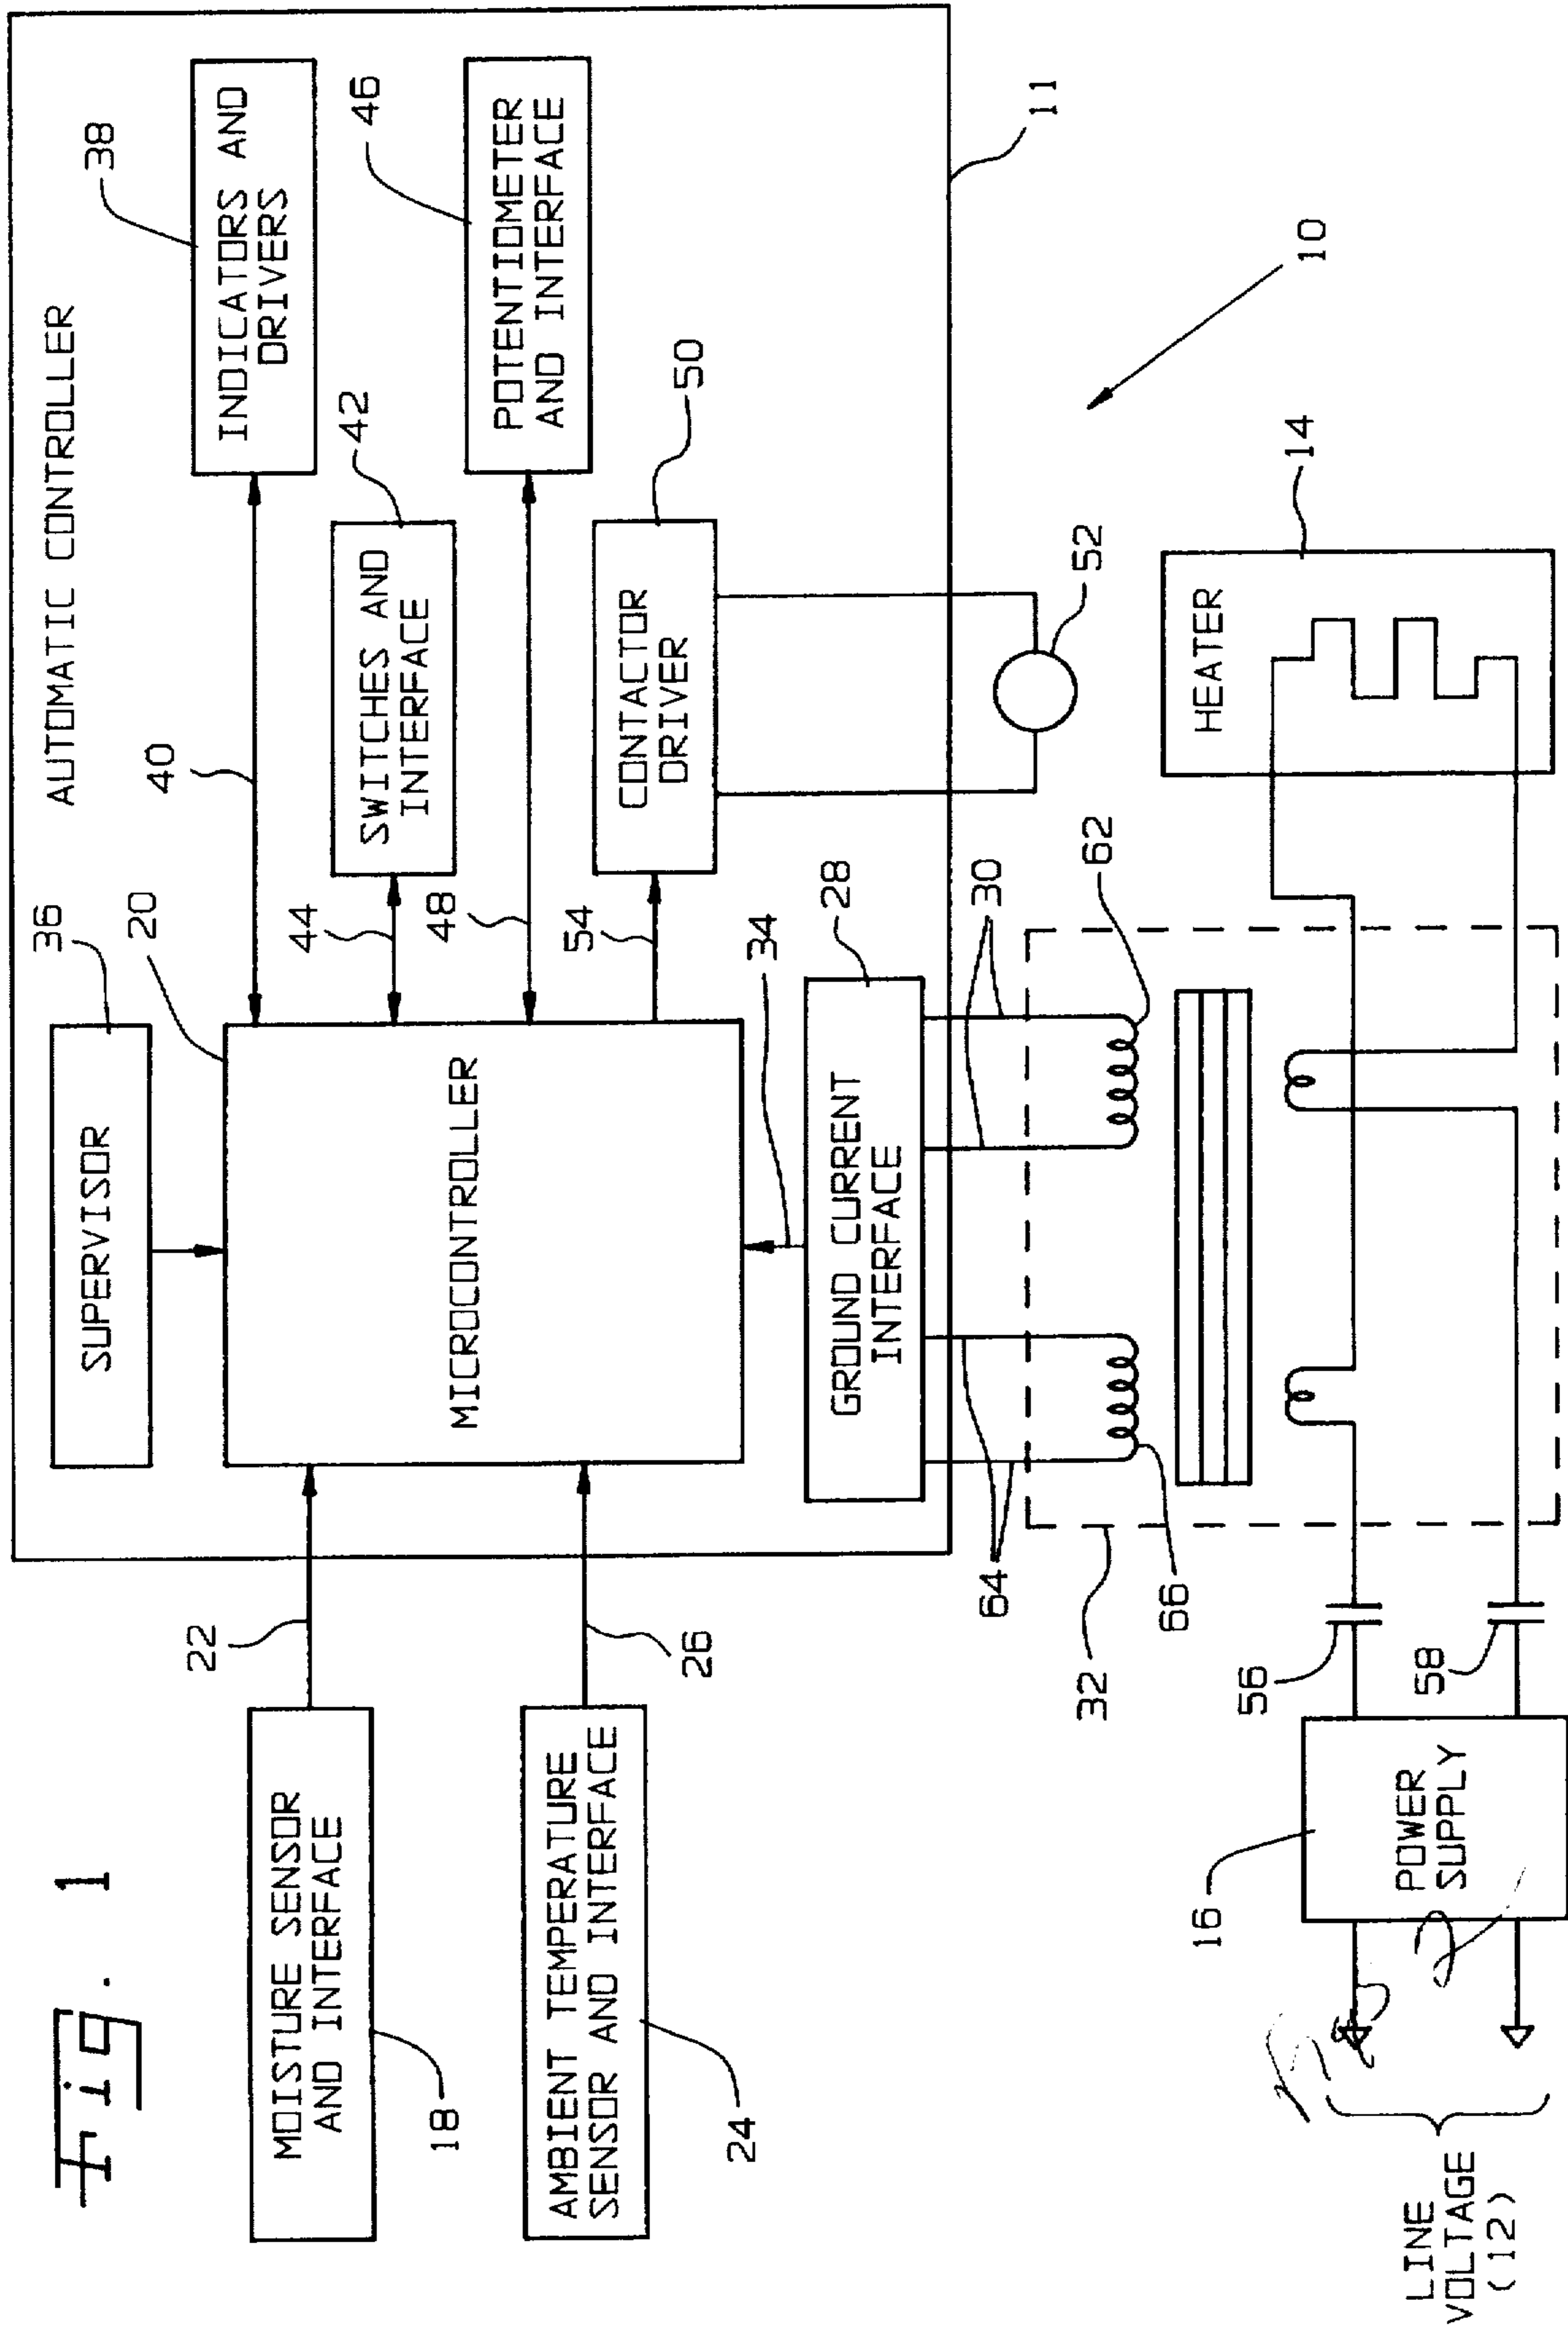 Fig. 1
AUTOMATIC CONTROLLER
36
SUPERVISOR
38
INDICATORS AND
DRIVERS
20
40
22
MOISTURE SENSOR
AND INTERFACE
18
MICROCONTROLLER
42
SWITCHES AND
INTERFACE
44
46
POTENTIOMETER
AND INTERFACE
48
26
AMBIENT TEMPERATURE
SENSOR AND INTERFACE
24
54
50
CONTACTOR
DRIVER
34
28
GROUND CURRENT
INTERFACE
11
64
30
52
32
66
62
10
56
58
16
POWER
SUPPLY
14
HEATER
LINE
VOLTAGE
(12)